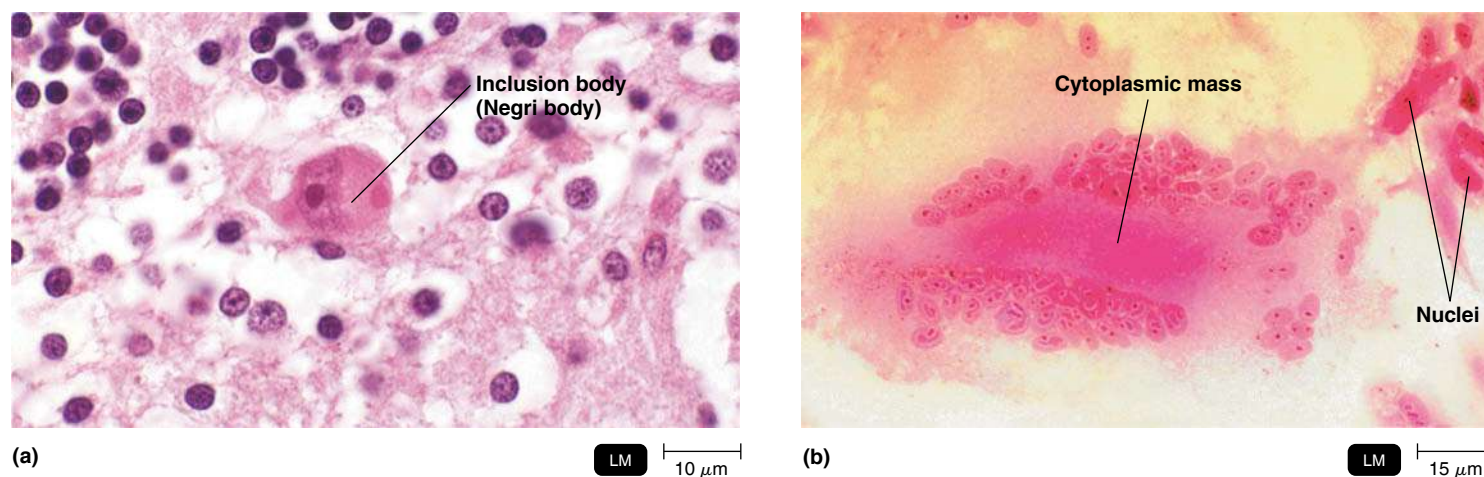 Inclusion body
(Negri body)
Cytoplasmic mass
Nuclei
(a)
LM
10 μm
(b)
LM
15 μm